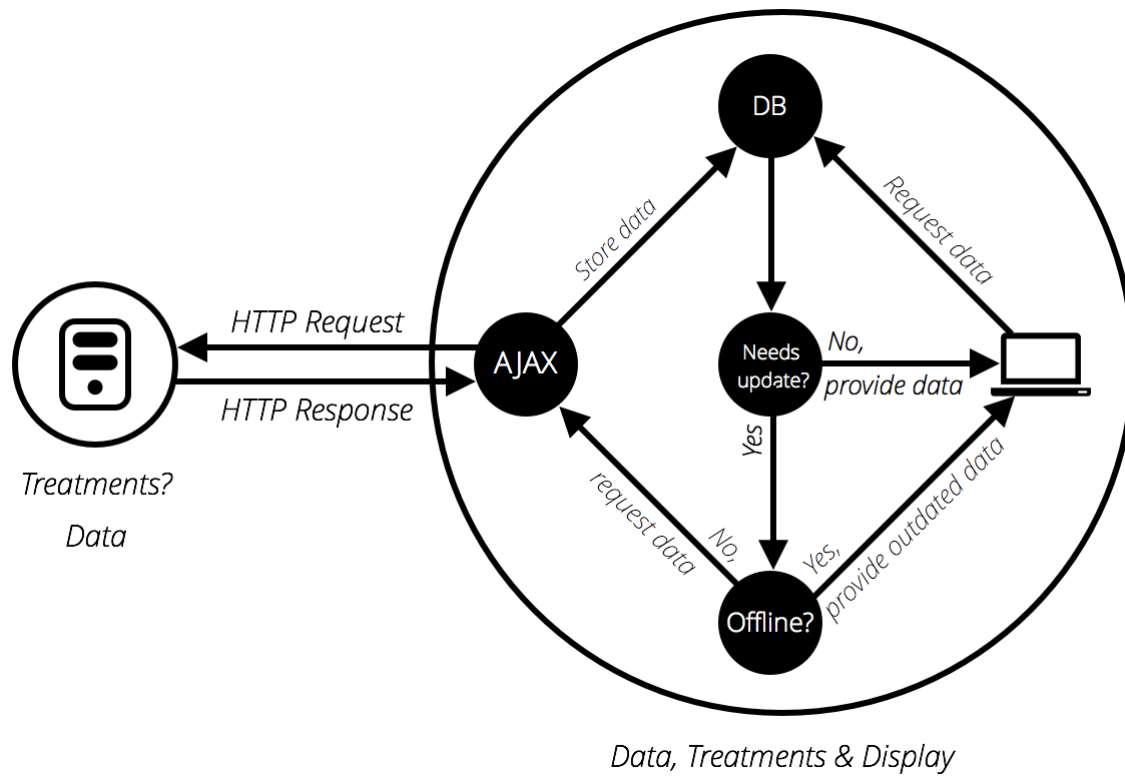 DB
Store data
Request data
HTTP Request
AJAX
HTTP Response
Needs
update?
No,
provide data
Yes
Treatments?
Data
No,
request data
Yes,
provide outdated data
Offline?
Data, Treatments & Display